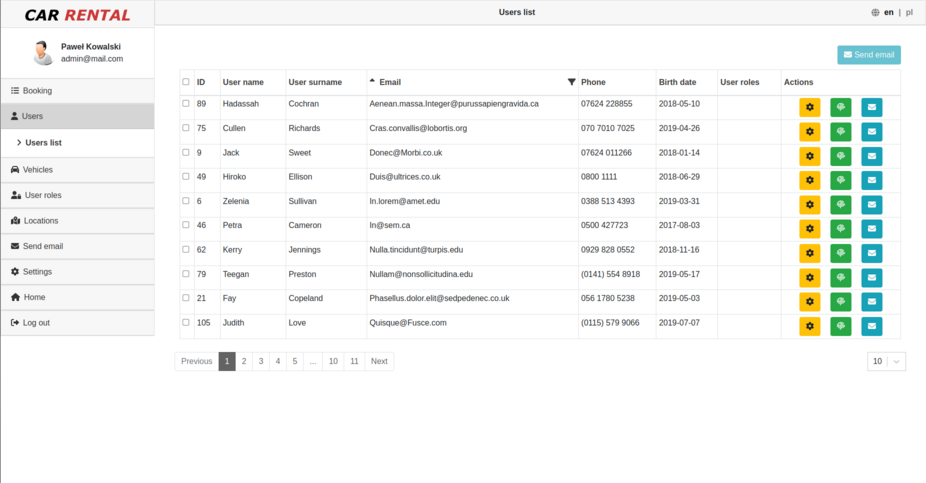 CAR RENTAL
Users list
en | pl
Paweł Kowalski
admin@mail.com
Send email
Booking
Users
Users list
Vehicles
User roles
Locations
Send email
Settings
Home
Log out
ID User name User surname Email Phone Birth date User roles Actions
89 Hadassah Cochran Aenean.massa.Integer@purussapiengravida.ca 07624 228855 2018-05-10
75 Cullen Richards Cras.convallis@lobortis.org 070 7010 7025 2019-04-26
9 Jack Sweet Donec@Morbi.co.uk 07624 011266 2018-01-14
49 Hiroko Ellison Duis@ultrices.co.uk 0800 1111 2018-06-29
6 Zelenia Sullivan In.lorem@amet.edu 0388 513 4393 2019-03-31
46 Petra Cameron In@sem.ca 0500 427723 2017-08-03
62 Kerry Jennings Nulla.tincidunt@turpis.edu 0929 828 0552 2018-11-16
79 Teegan Preston Nullam@nonsollicitudina.edu (0141) 554 8918 2019-05-17
21 Fay Copeland Phasellus.dolor.elit@sedpedenec.co.uk 056 1780 5238 2019-05-03
105 Judith Love Quisque@Fusce.com (0115) 579 9066 2019-07-07
Previous 1 2 3 4 5 ... 10 11 Next
10